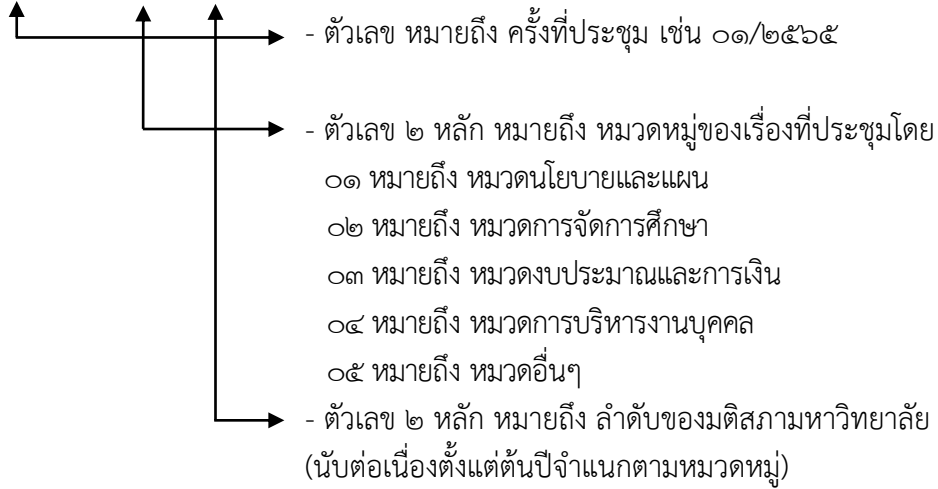 - ตัวเลข หมายถึง ครั้งที่ประชุม เช่น ๐๑/๒๕๖๕
- ตัวเลข ๒ หลัก หมายถึง หมวดหมู่ของเรื่องที่ประชุมโดย
๐๑ หมายถึง หมวดนโยบายและแผน
๐๒ หมายถึง หมวดการจัดการศึกษา
๐๓ หมายถึง หมวดงบประมาณและการเงิน
๐๔ หมายถึง หมวดการบริหารงานบุคคล
๐๕ หมายถึง หมวดอื่นๆ
- ตัวเลข ๒ หลัก หมายถึง ลำดับของมติสภามหาวิทยาลัย
(นับต่อเนื่องตั้งแต่ต้นปีจำแนกตามหมวดหมู่)